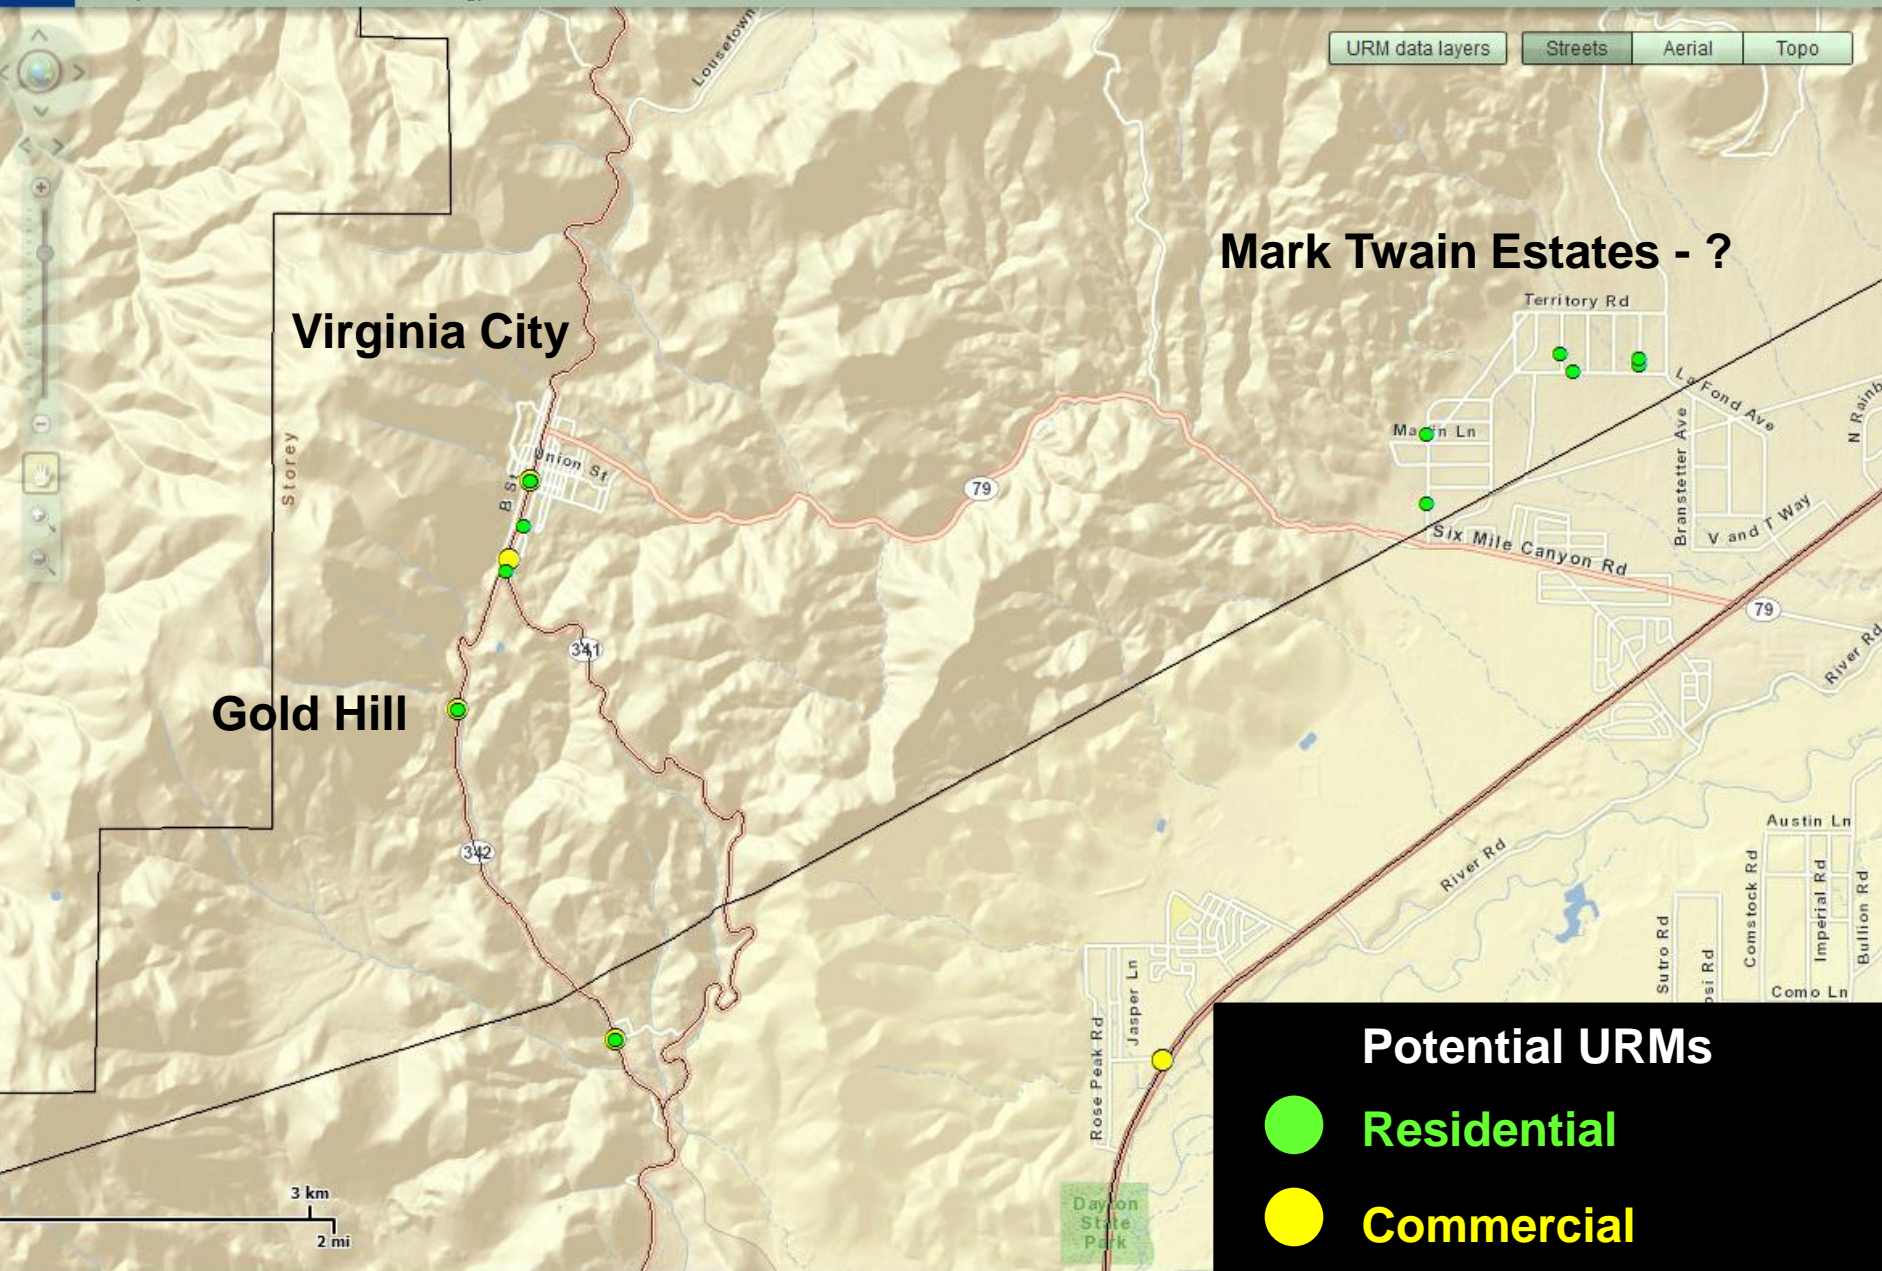 Lousetown
URM data layers
Streets
Aerial
Topo
Mark Twain Estates - ?
Territory Rd
Virginia City
La Fond Ave
Martin Ln
Storey
Union St
B St
79
Branstetter Ave
V and T Way
Six Mile Canyon Rd
79
River Rd
341
Gold Hill
342
River Rd
Austin Ln
Comstock Rd
Imperial Rd
Bullion Rd
Sutro Rd
Como Ln
Jasper Ln
Rose Peak Rd
Potential URMs
Residential
Commercial
3 km
2 mi
Dayton
State
Park